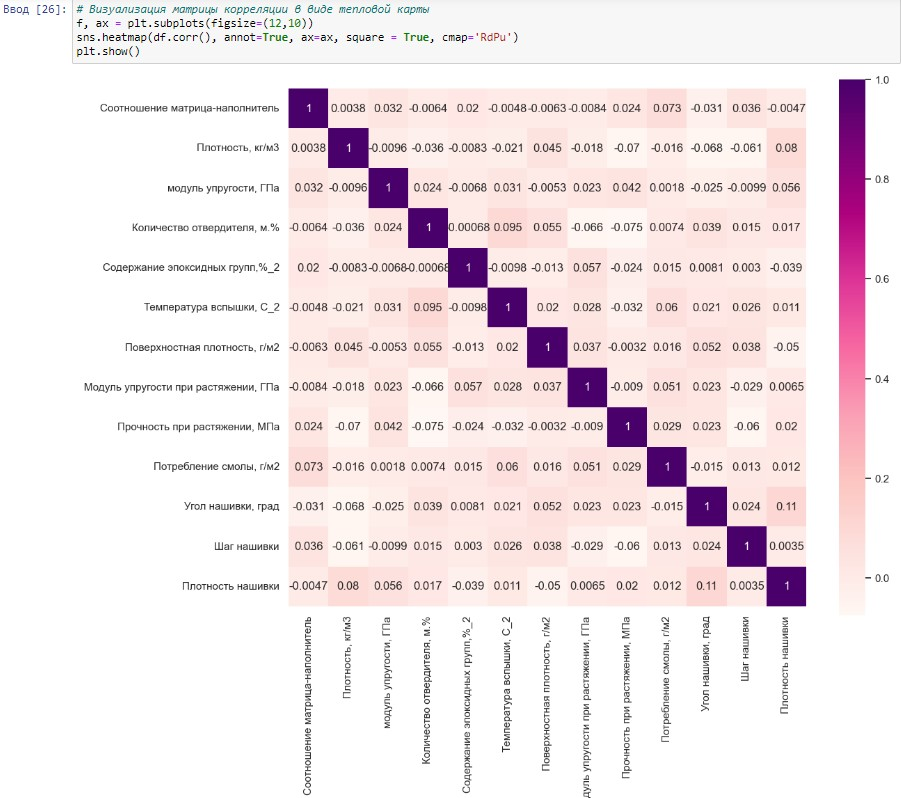 Ввод [26]: # Визуализация матрицы корреляции в виде тепловой карты
f, ax = plt.subplots(figsize=(12,10))
sns.heatmap(df.corr(), annot=True, ax=ax, square = True, cmap='RdPu')
plt.show()
1.0
Соотношение матрица-наполнитель 1 0.0038 0.032 -0.0064 0.02 -0.0048 -0.0063 -0.0084 0.024 0.073 -0.031 0.036 -0.0047
Плотность, кг/м3 0.0038 1 -0.0096 -0.036 -0.0083 -0.021 0.045 -0.018 -0.07 -0.016 -0.068 -0.061 0.08
0.8
модуль упругости, ГПа 0.032 -0.0096 1 0.024 -0.0068 0.031 -0.0053 0.023 0.042 0.0018 -0.025 -0.0099 0.056
Количество отвердителя, м.% -0.0064 -0.036 0.024 1 0.00068 0.095 0.055 -0.066 -0.075 0.0074 0.039 0.015 0.017
Содержание эпоксидных групп,%_2 0.02 -0.0083 -0.0068 -0.00068 1 -0.0098 -0.013 0.057 -0.024 0.015 0.0081 0.003 -0.039
0.6
Температура вспышки, С_2 -0.0048 -0.021 0.031 0.095 -0.0098 1 0.02 0.028 -0.032 0.06 0.021 0.026 0.011
Поверхностная плотность, г/м2 -0.0063 0.045 -0.0053 0.055 -0.013 0.02 1 0.037 -0.0032 0.016 0.052 0.038 -0.05
0.4
Модуль упругости при растяжении, ГПа -0.0084 -0.018 0.023 -0.066 0.057 0.028 0.037 1 -0.009 0.051 0.023 -0.029 0.0065
Прочность при растяжении, МПа 0.024 -0.07 0.042 -0.075 -0.024 -0.032 -0.0032 -0.009 1 0.029 0.023 -0.06 0.02
Потребление смолы, г/м2 0.073 -0.016 0.0018 0.0074 0.015 0.06 0.016 0.051 0.029 1 -0.015 0.013 0.012
0.2
Угол нашивки, град -0.031 -0.068 -0.025 0.039 0.0081 0.021 0.052 0.023 0.023 -0.015 1 0.024 0.11
Шаг нашивки 0.036 -0.061 -0.0099 0.015 0.003 0.026 0.038 -0.029 -0.06 0.013 0.024 1 0.0035
0.0
Плотность нашивки -0.0047 0.08 0.056 0.017 -0.039 0.011 -0.05 0.0065 0.02 0.012 0.11 0.0035 1
Соотношение матрица-наполнитель
Плотность, кг/м3
модуль упругости, ГПа
Количество отвердителя, м.%
Содержание эпоксидных групп,%_2
Температура вспышки, С_2
Поверхностная плотность, г/м2
дуль упругости при растяжении, ГПа
Прочность при растяжении, МПа
Потребление смолы, г/м2
Угол нашивки, град
Шаг нашивки
Плотность нашивки